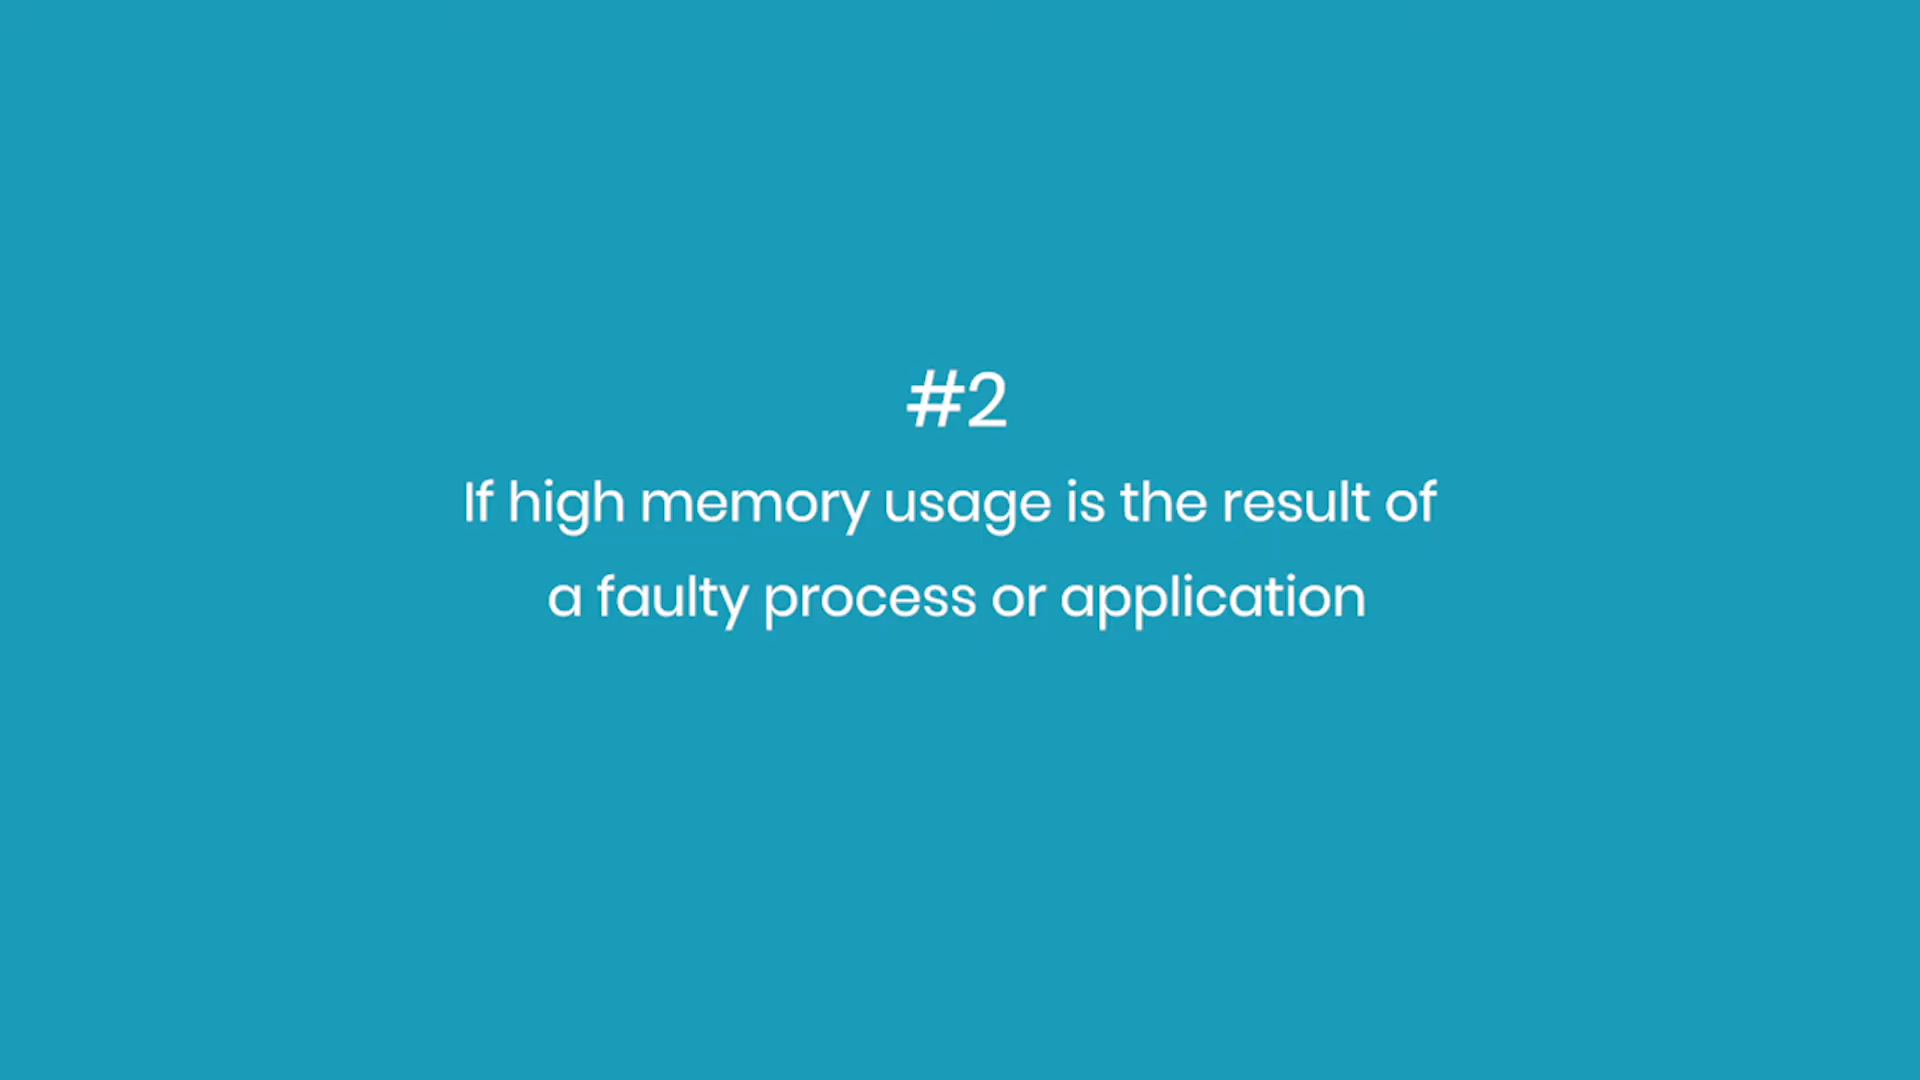 #2
If high memory usage is the result of
a faulty process or application